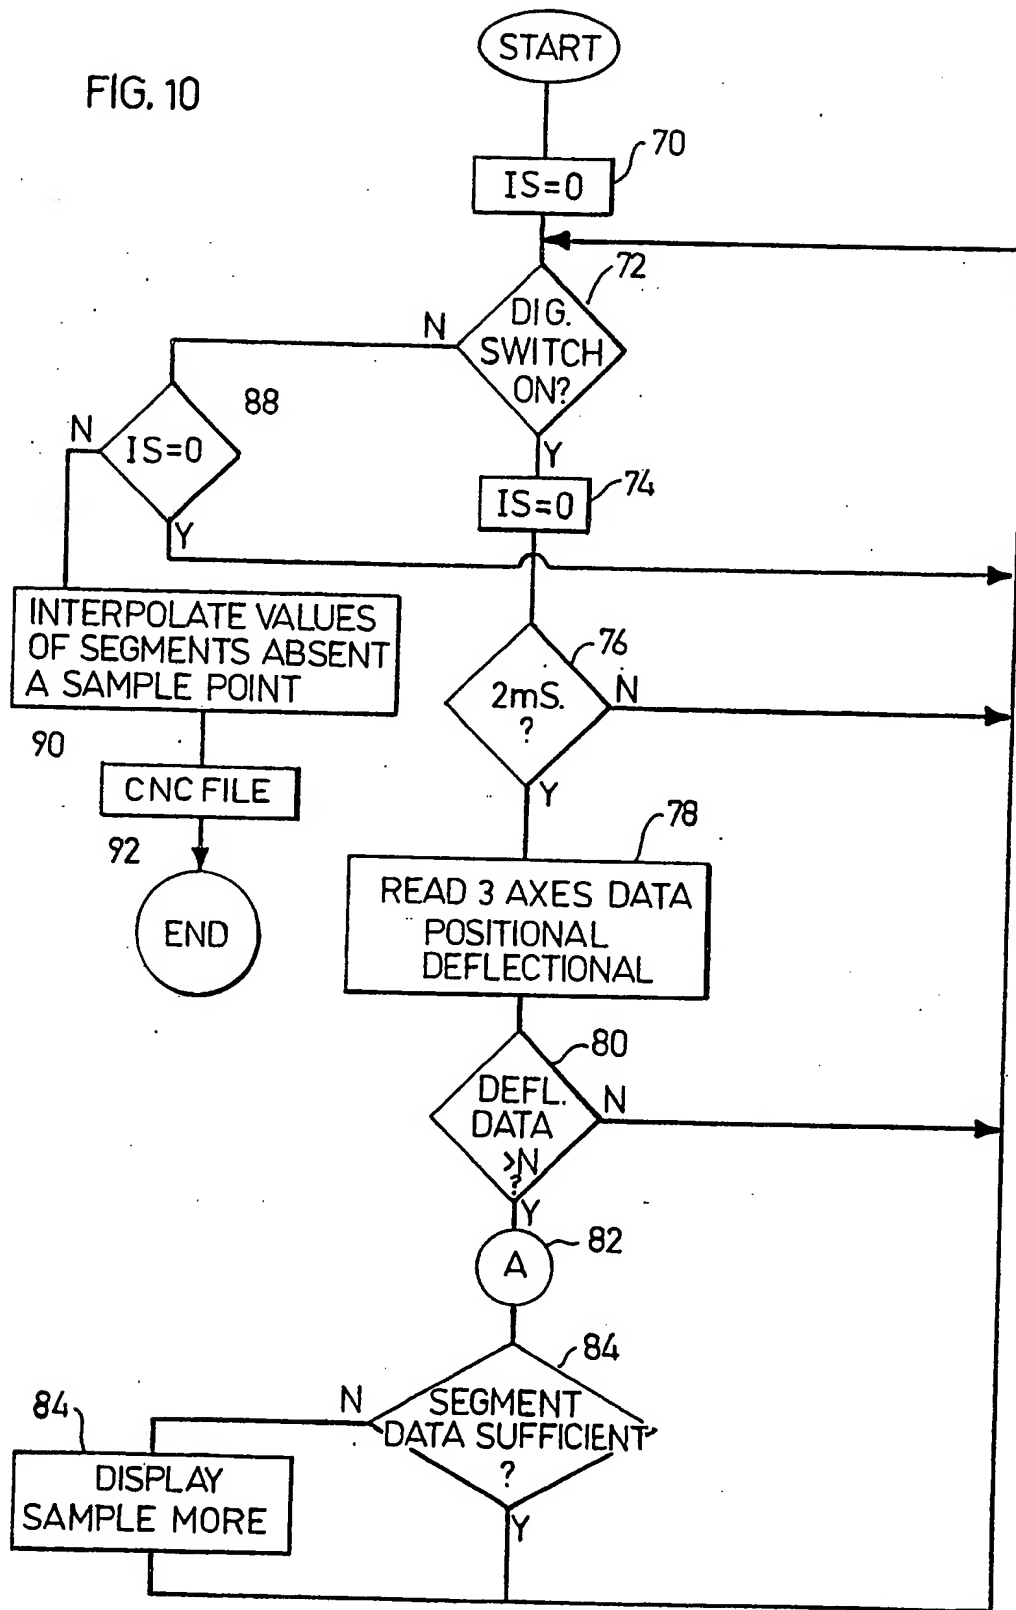 START
FIG. 10
70
IS=0
72
N
DIG.
SWITCH
ON?
88
N
IS=0
Y
Y
74
IS=0
INTERPOLATE VALUES
OF SEGMENTS ABSENT
A SAMPLE POINT
76
2mS.
?
N
Y
90
CNC FILE
92
END
78
READ 3 AXES DATA
POSITIONAL
DEFLECTIONAL
80
DEFL.
DATA
>N
?
N
Y
82
A
84
N
SEGMENT
DATA SUFFICIENT
?
Y
84
DISPLAY
SAMPLE MORE